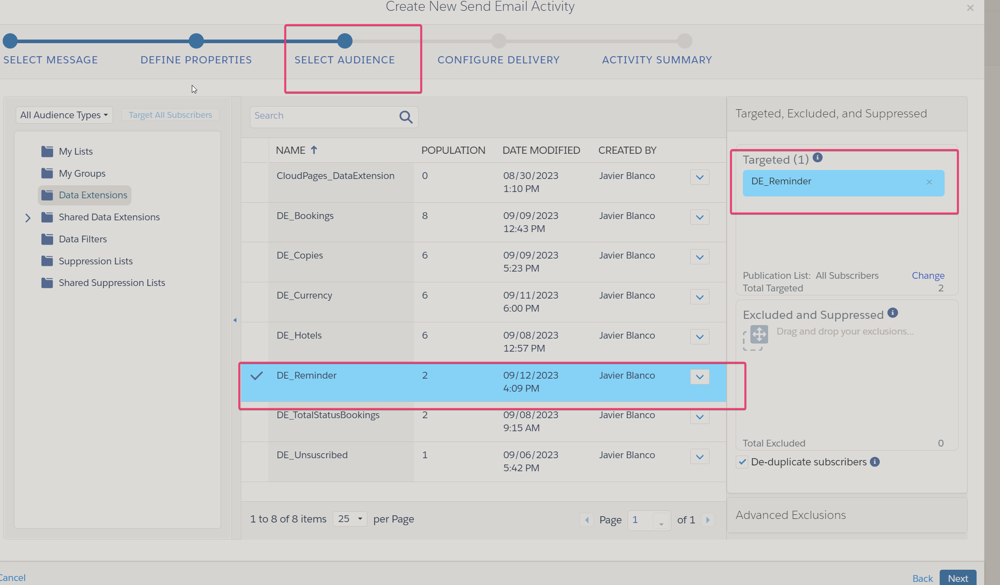 Create New Send Email Activity
SELECT MESSAGE
DEFINE PROPERTIES
SELECT AUDIENCE
CONFIGURE DELIVERY
ACTIVITY SUMMARY
All Audience Types
Target All Subscribers
My Lists
My Groups
Data Extensions
Shared Data Extensions
Data Filters
Suppression Lists
Shared Suppression Lists
Search
NAME POPULATION DATE MODIFIED CREATED BY
CloudPages_DataExtension 0 08/30/2023 Javier Blanco
1:10 PM
DE_Bookings 8 09/09/2023 Javier Blanco
12:43 PM
DE_Copies 6 09/09/2023 Javier Blanco
5:23 PM
DE_Currency 6 09/11/2023 Javier Blanco
6:00 PM
DE_Hotels 6 09/08/2023 Javier Blanco
12:57 PM
DE_Reminder 2 09/12/2023 Javier Blanco
4:09 PM
DE_TotalStatusBookings 2 09/08/2023 Javier Blanco
9:15 AM
DE_Unsuscribed 1 09/06/2023 Javier Blanco
5:42 PM
1 to 8 of 8 items 25 per Page
Page 1 of 1
Targeted, Excluded, and Suppressed
Targeted (1)
DE_Reminder
Publication List: All Subscribers Change
Total Targeted 2
Excluded and Suppressed
Drag and drop your exclusions...
Total Excluded 0
De-duplicate subscribers
Advanced Exclusions
Cancel
Back
Next